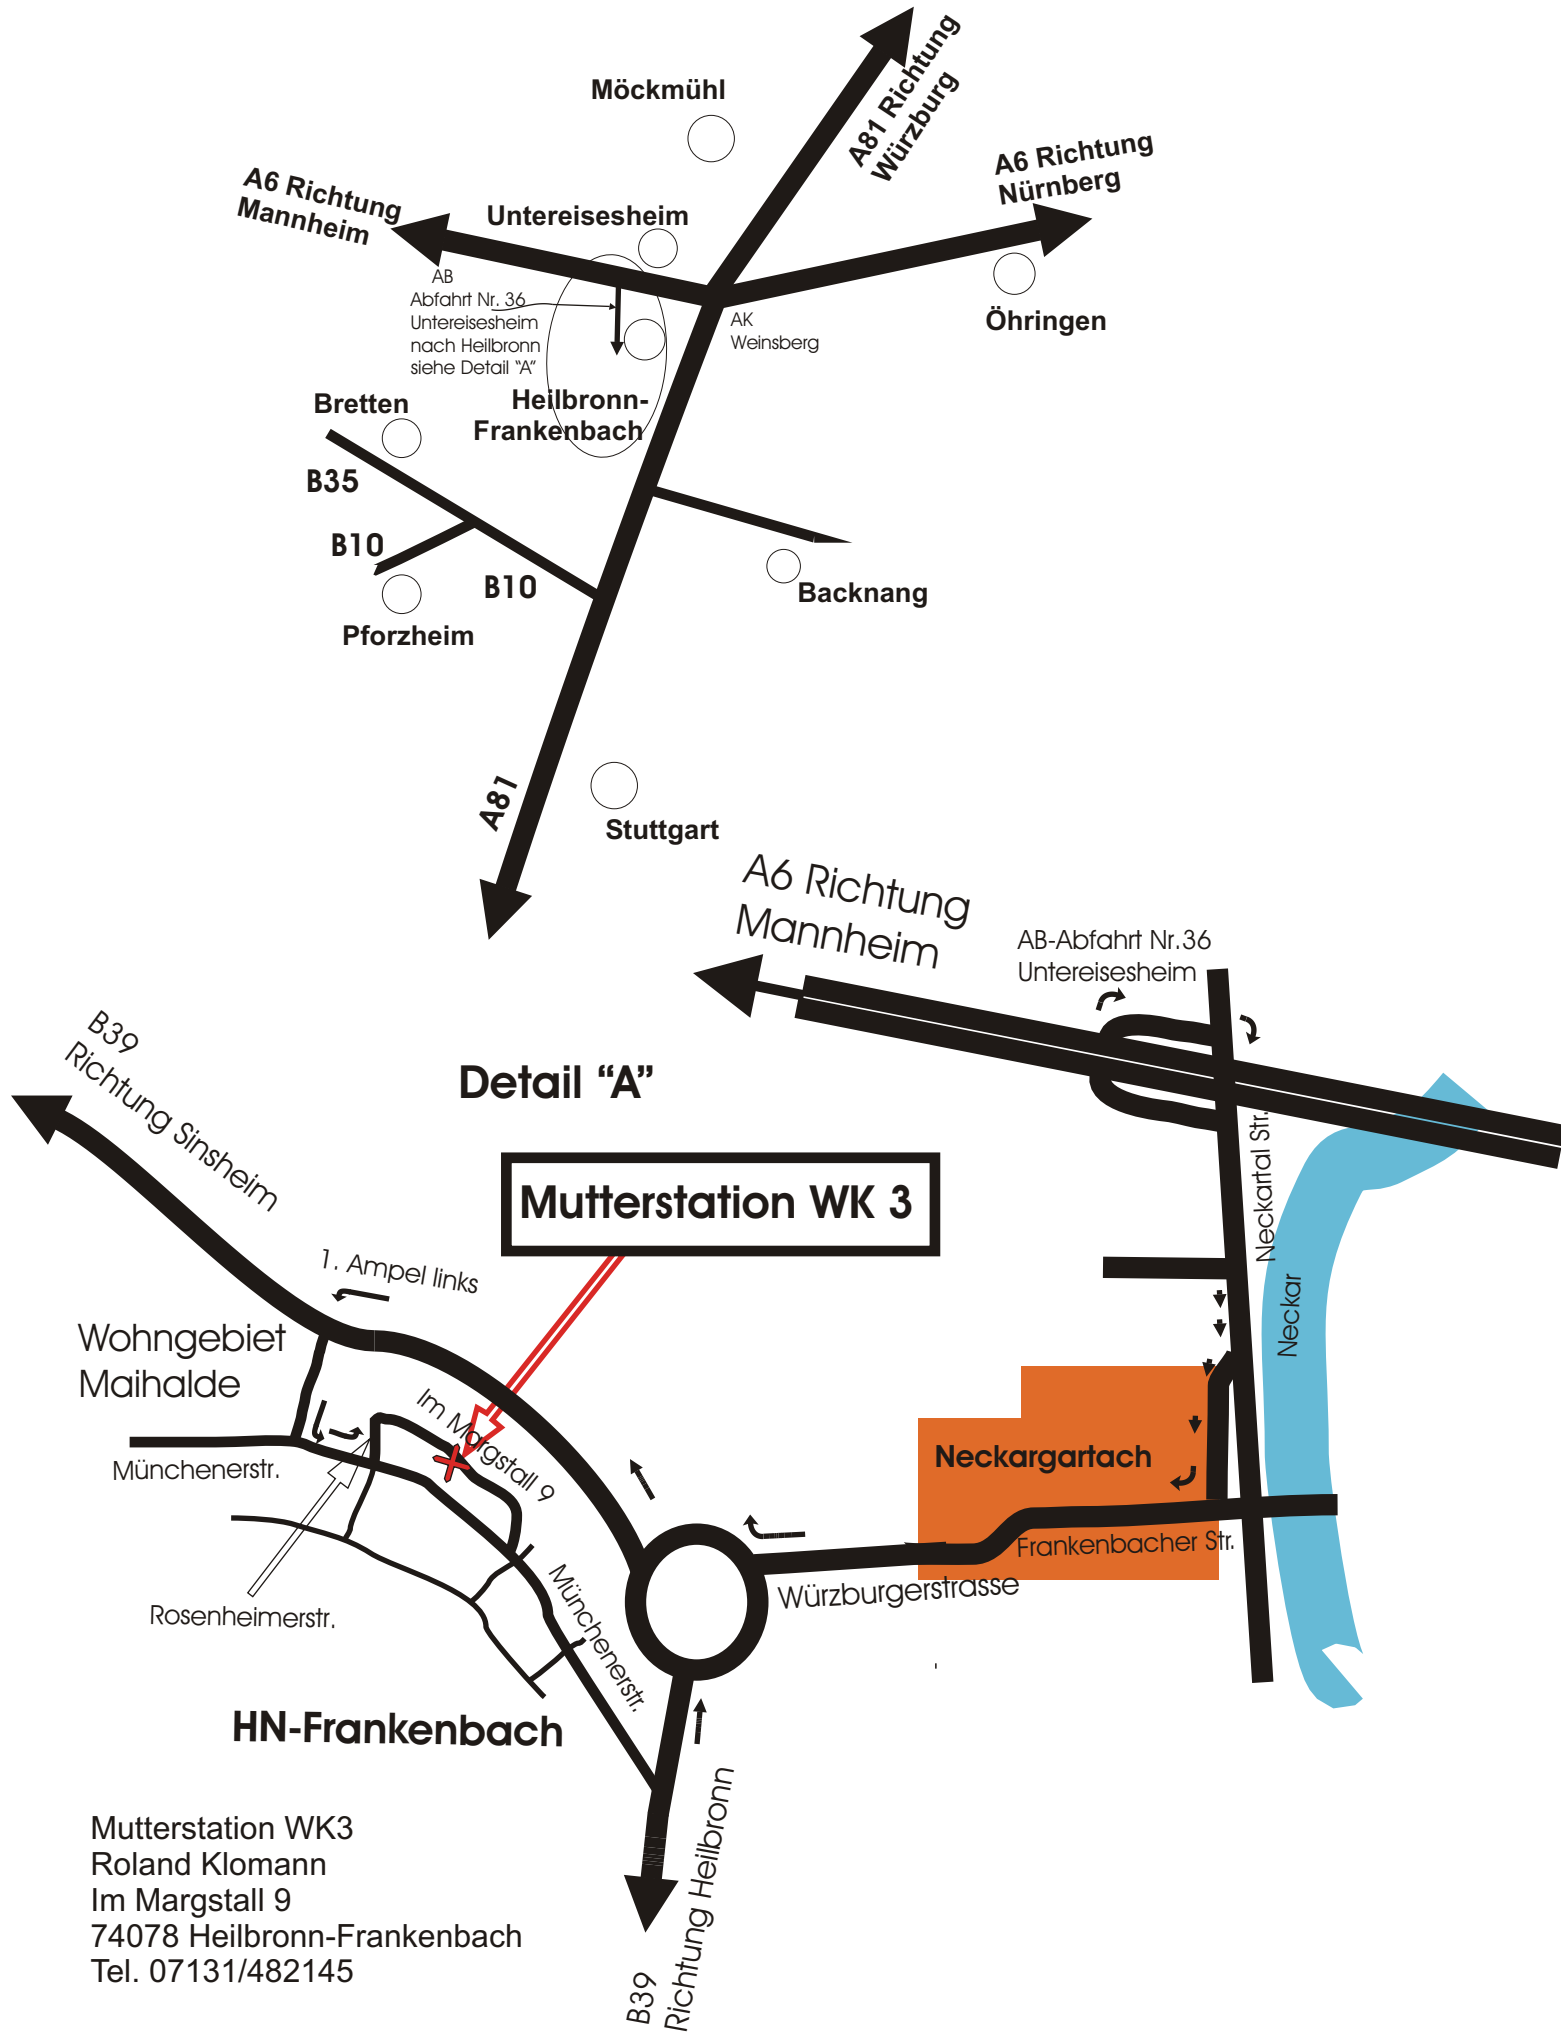 Möckmühl
A81 Richtung
Würzburg
A6 Richtung
Nürnberg
A6 Richtung
Mannheim
Untereisesheim
AB
Abfahrt Nr. 36
Untereisesheim
nach Heilbronn
siehe Detail "A"
AK
Weinsberg
Öhringen
Bretten
Heilbronn-
Frankenbach
B35
B10
B10
Pforzheim
Backnang
A81
Stuttgart
A6 Richtung
Mannheim
AB-Abfahrt Nr.36
Untereisesheim
B39
Richtung Sinsheim
Detail “A”
Neckartal Str.
Mutterstation WK 3
1. Ampel links
Neckar
Wohngebiet
Maihalde
Im Margstall 9
Neckargartach
Münchenerstr.
Frankenbacher Str.
Würzburgerstrasse
Rosenheimerstr.
Münchenerstr.
HN-Frankenbach
B39
Richtung Heilbronn
Mutterstation WK3
Roland Klomann
Im Margstall 9
74078 Heilbronn-Frankenbach
Tel. 07131/482145